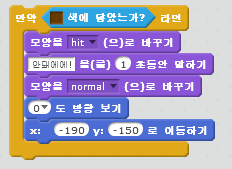 만약 색에 닿았는가? 라면
모양을 hit (으)로 바꾸기
안돼에에! 을(를) 1 초동안 말하기
모양을 normal (으)로 바꾸기
0 도 방향 보기
x: -190 y: -150 로 이동하기